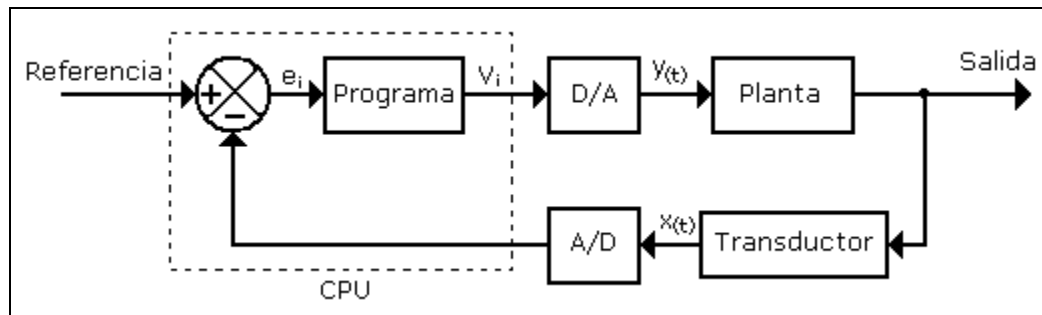 Referencia
+
-
eᵢ
Programa
Vᵢ
D/A
y(t)
Planta
Salida
A/D
x(t)
Transductor
CPU